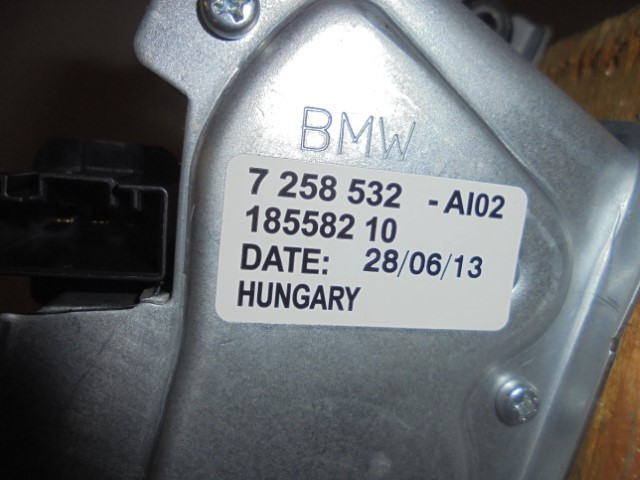 BMW
7 258 532 - AI02
185582 10
DATE: 28/06/13
HUNGARY